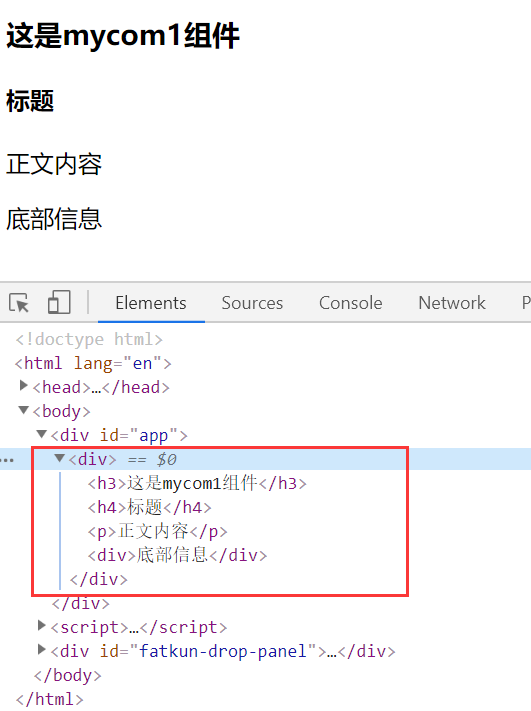 这是mycom1组件
标题
正文内容
底部信息
Elements Sources Console Network P
<!doctype html>
<html lang="en">
<head>…</head>
<body>
<div id="app">
<div> == $0
<h3>这是mycom1组件</h3>
<h4>标题</h4>
<p>正文内容</p>
<div>底部信息</div>
</div>
</div>
<script>…</script>
<div id="fatkun-drop-panel">…</div>
</body>
</html>